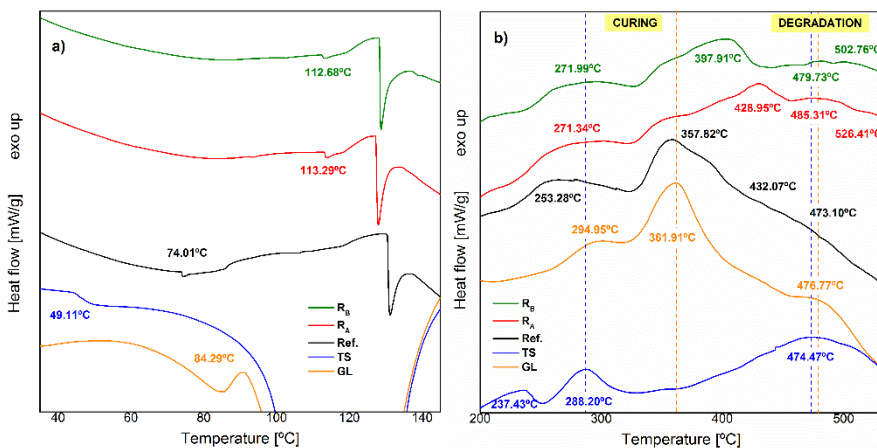 a)
112.68ºC
113.29ºC
74.01ºC
49.11ºC
84.29ºC
R_B
R_A
Ref.
TS
GL
Heat flow [mW/g] exo up
40 60 80 100 120 140
Temperature [ºC]
CURING DEGRADATION
b)
271.99ºC
397.91ºC
502.76ºC
479.73ºC
271.34ºC
428.95ºC
485.31ºC
526.41ºC
357.82ºC
253.28ºC
432.07ºC
473.10ºC
294.95ºC
361.91ºC
476.77ºC
R_B
R_A
Ref.
TS
GL
237.43ºC
288.20ºC
474.47ºC
Heat flow [mW/g] exo up
200 300 400 500
Temperature [ºC]